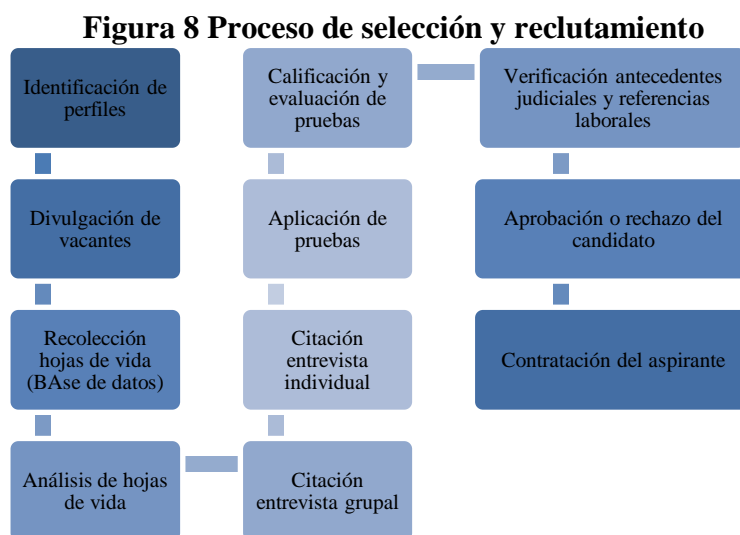 Figura 8 Proceso de selección y reclutamiento
Identificación de
perfiles
Divulgación de
vacantes
Recolección
hojas de vida
(BAse de datos)
Análisis de hojas
de vida
Citación
entrevista grupal
Citación
entrevista
individual
Aplicación de
pruebas
Calificación y
evaluación de
pruebas
Verificación antecedentes
judiciales y referencias
laborales
Aprobación o rechazo del
candidato
Contratación del aspirante